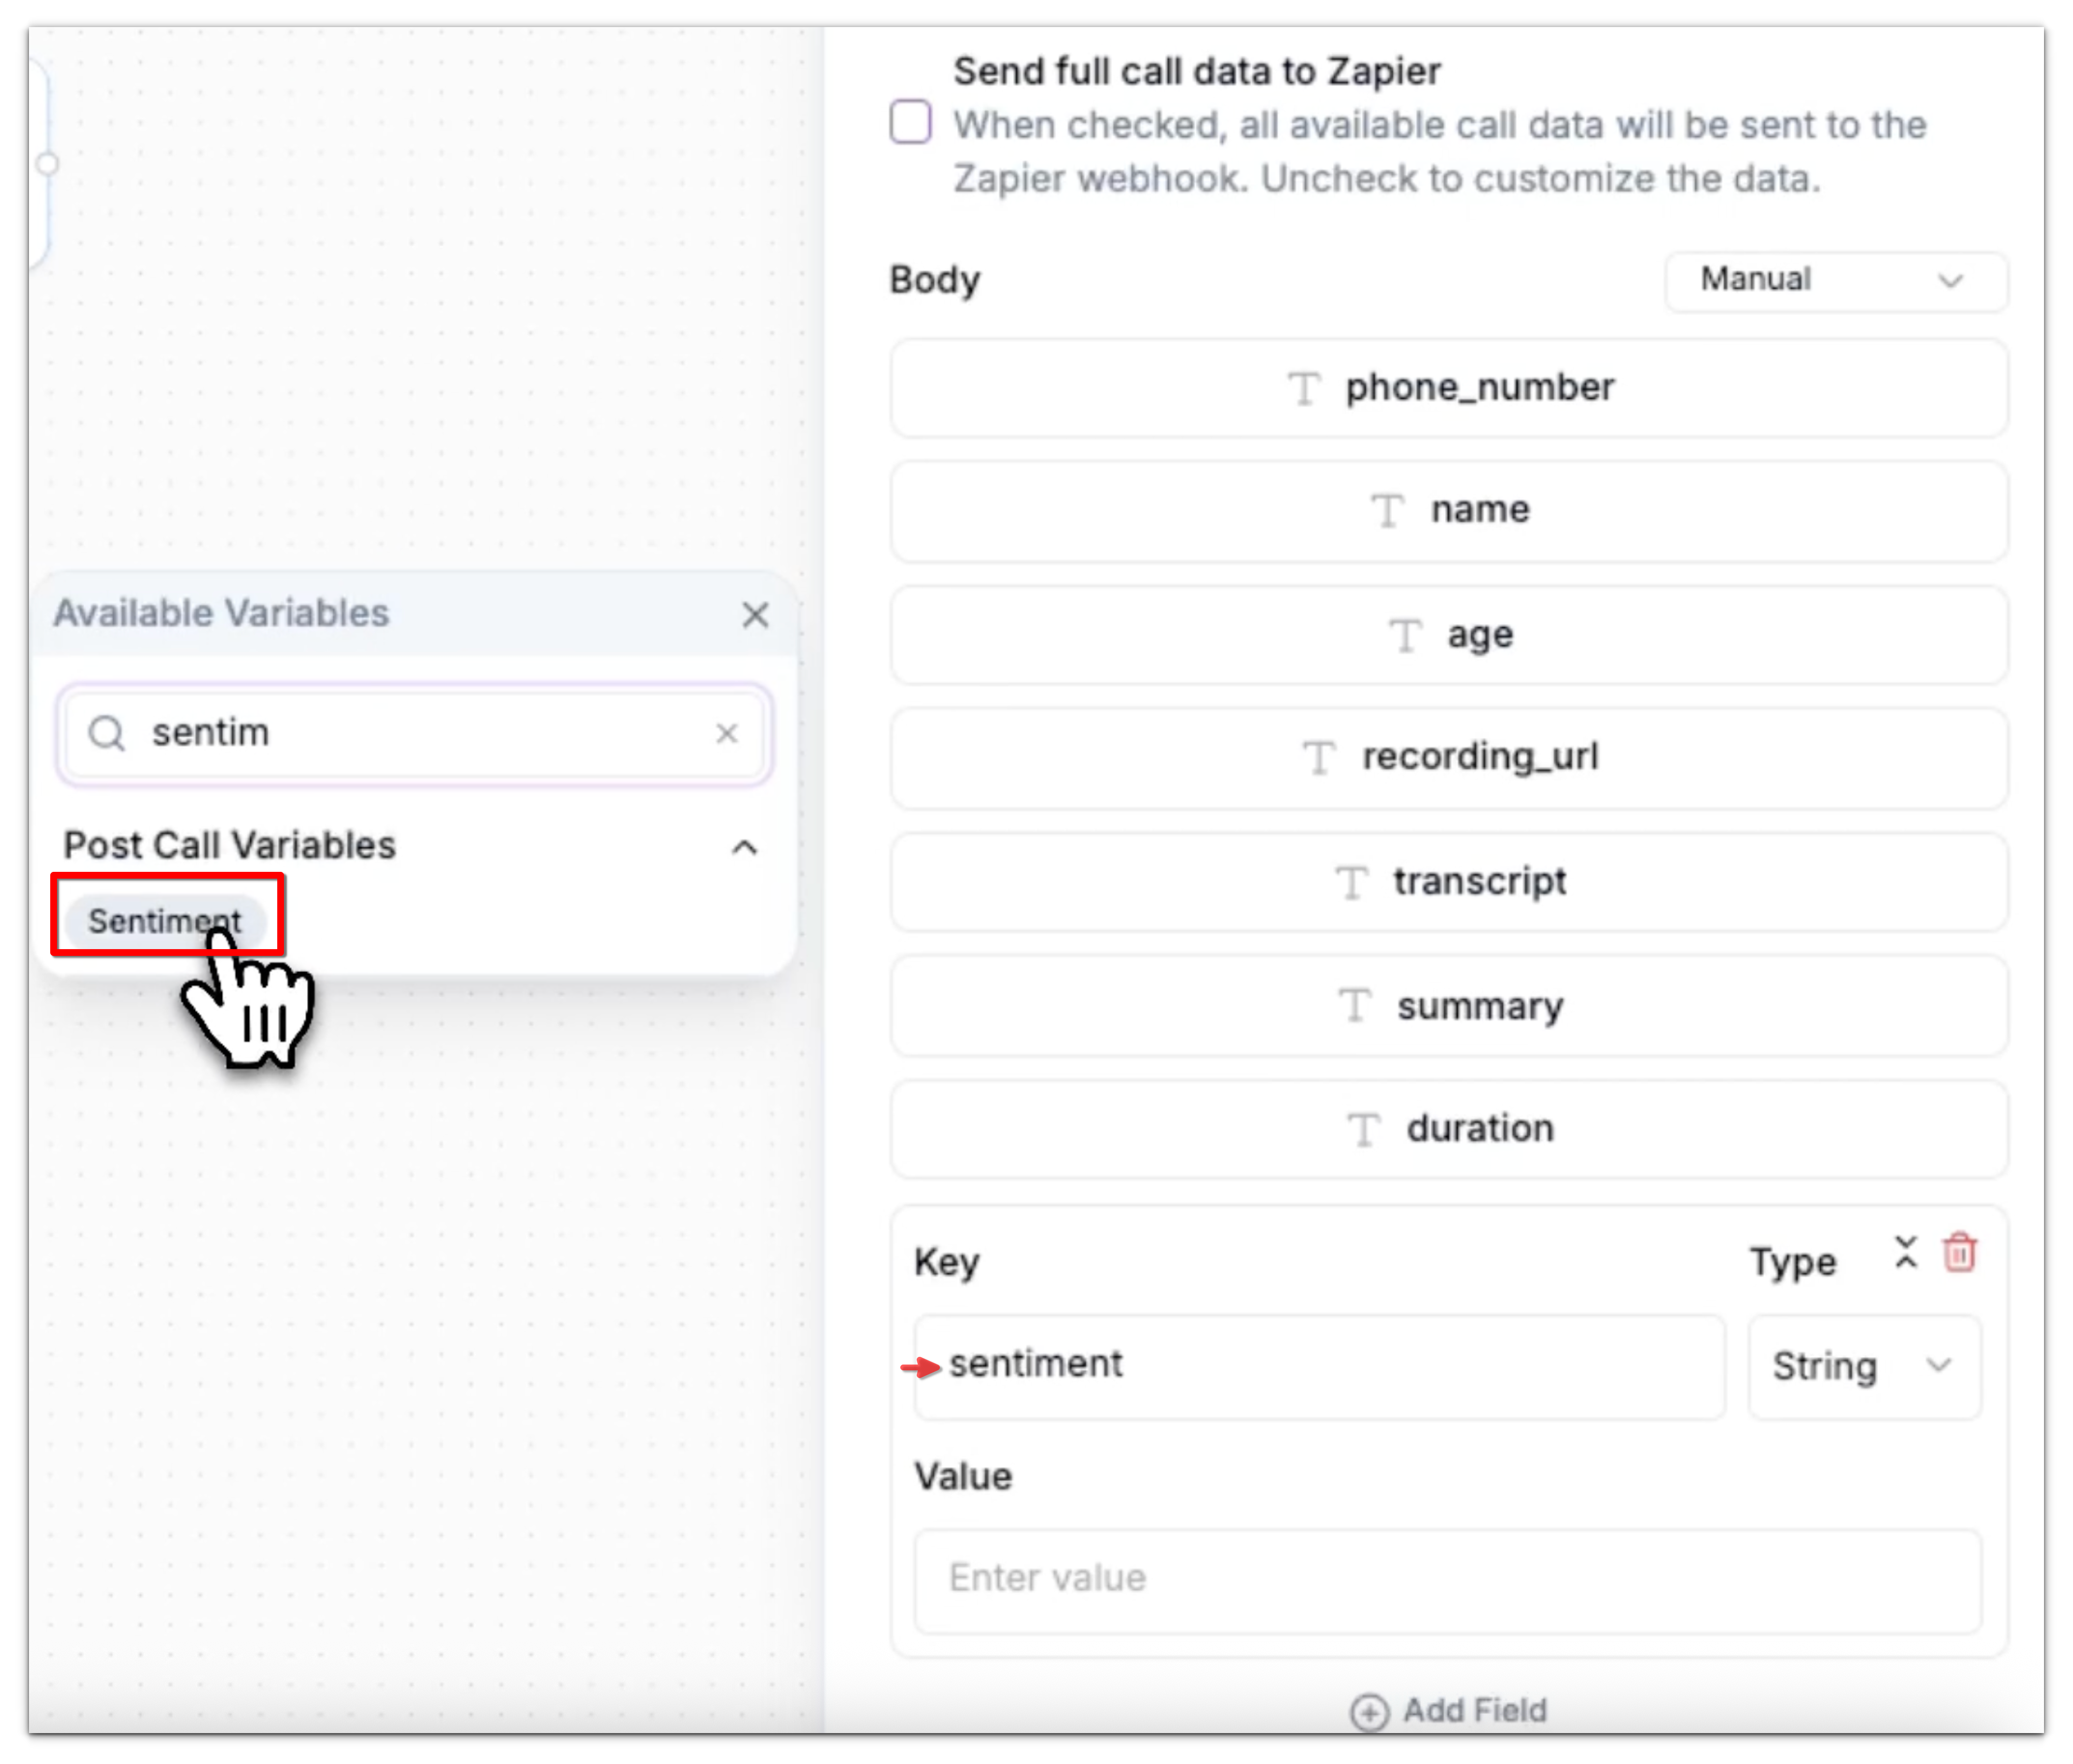 Send full call data to Zapier
When checked, all available call data will be sent to the
Zapier webhook. Uncheck to customize the data.
Body
Manual
phone_number
name
age
recording_url
transcript
summary
duration
Key
Type
sentiment
String
Value
Enter value
Add Field
Available Variables
sentim
Post Call Variables
Sentiment